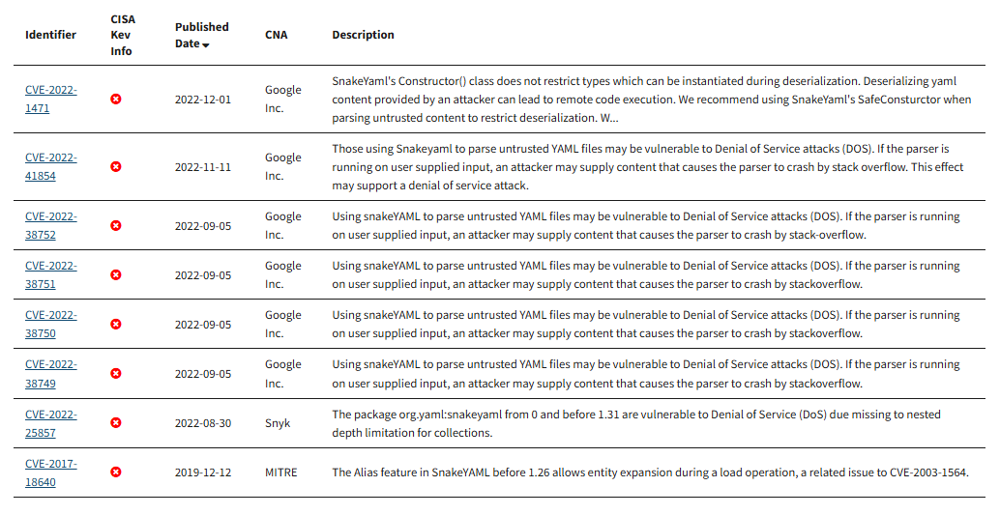 Identifier
CISA
Kev
Info
Published
Date
CNA
Description
CVE-2022-
1471
2022-12-01
Google
Inc.
SnakeYaml's Constructor() class does not restrict types which can be instantiated during deserialization. Deserializing yaml
content provided by an attacker can lead to remote code execution. We recommend using SnakeYaml's SafeConsturctor when
parsing untrusted content to restrict deserialization. W...
CVE-2022-
41854
2022-11-11
Google
Inc.
Those using Snakeyaml to parse untrusted YAML files may be vulnerable to Denial of Service attacks (DOS). If the parser is
running on user supplied input, an attacker may supply content that causes the parser to crash by stack overflow. This effect
may support a denial of service attack.
CVE-2022-
38752
2022-09-05
Google
Inc.
Using snakeYAML to parse untrusted YAML files may be vulnerable to Denial of Service attacks (DOS). If the parser is running
on user supplied input, an attacker may supply content that causes the parser to crash by stack-overflow.
CVE-2022-
38751
2022-09-05
Google
Inc.
Using snakeYAML to parse untrusted YAML files may be vulnerable to Denial of Service attacks (DOS). If the parser is running
on user supplied input, an attacker may supply content that causes the parser to crash by stackoverflow.
CVE-2022-
38750
2022-09-05
Google
Inc.
Using snakeYAML to parse untrusted YAML files may be vulnerable to Denial of Service attacks (DOS). If the parser is running
on user supplied input, an attacker may supply content that causes the parser to crash by stackoverflow.
CVE-2022-
38749
2022-09-05
Google
Inc.
Using snakeYAML to parse untrusted YAML files may be vulnerable to Denial of Service attacks (DOS). If the parser is running
on user supplied input, an attacker may supply content that causes the parser to crash by stackoverflow.
CVE-2022-
25857
2022-08-30
Snyk
The package org.yaml:snakeyaml from 0 and before 1.31 are vulnerable to Denial of Service (DoS) due missing to nested
depth limitation for collections.
CVE-2017-
18640
2019-12-12
MITRE
The Alias feature in SnakeYAML before 1.26 allows entity expansion during a load operation, a related issue to CVE-2003-1564.